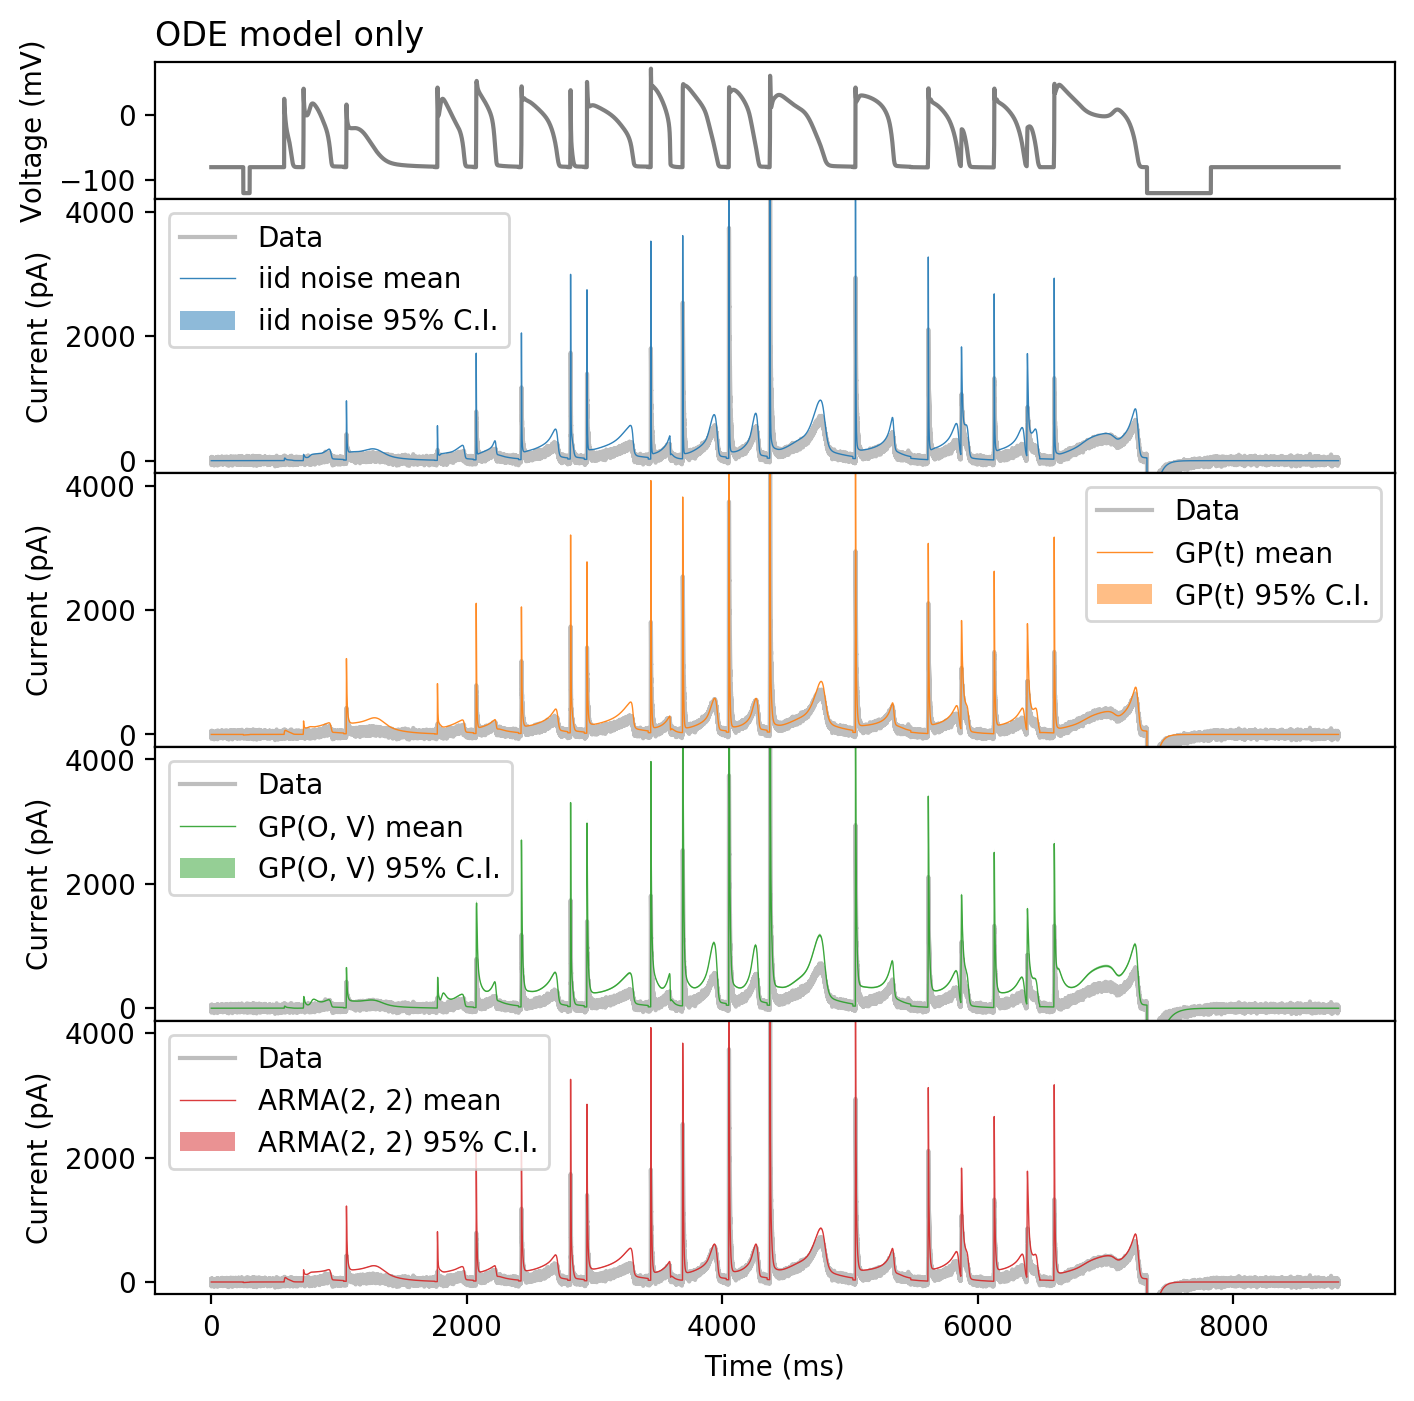 ODE model only
Voltage (mV)
0
−100
Current (pA)
4000
2000
0
Data
iid noise mean
iid noise 95% C.I.
Current (pA)
4000
2000
0
Data
GP(t) mean
GP(t) 95% C.I.
Current (pA)
4000
2000
0
Data
GP(O, V) mean
GP(O, V) 95% C.I.
Current (pA)
4000
2000
0
Data
ARMA(2, 2) mean
ARMA(2, 2) 95% C.I.
0 2000 4000 6000 8000
Time (ms)